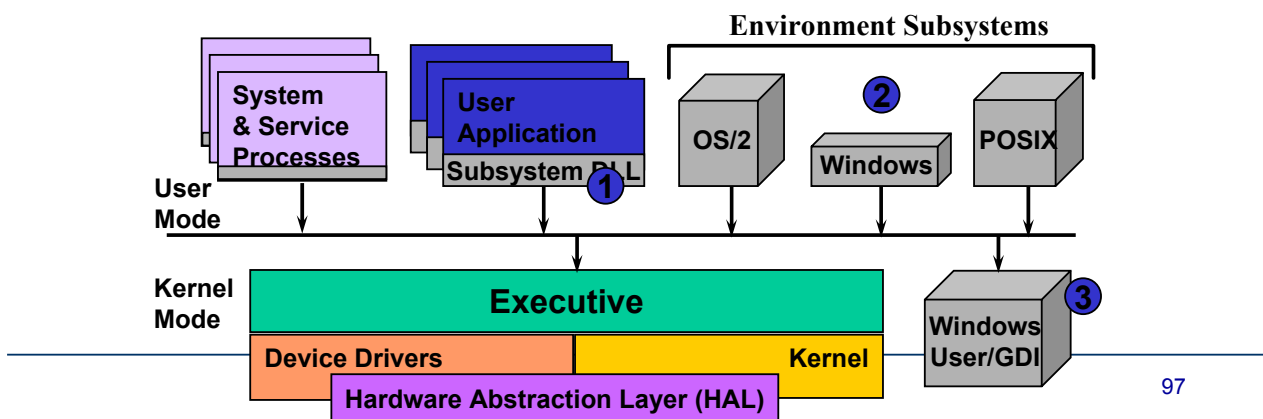 Environment Subsystems
System
& Service
Processes
User
Application
Subsystem DLL
1
OS/2
2
Windows
POSIX
User
Mode
Kernel
Mode
Executive
Device Drivers
Kernel
Hardware Abstraction Layer (HAL)
3
Windows
User/GDI
97